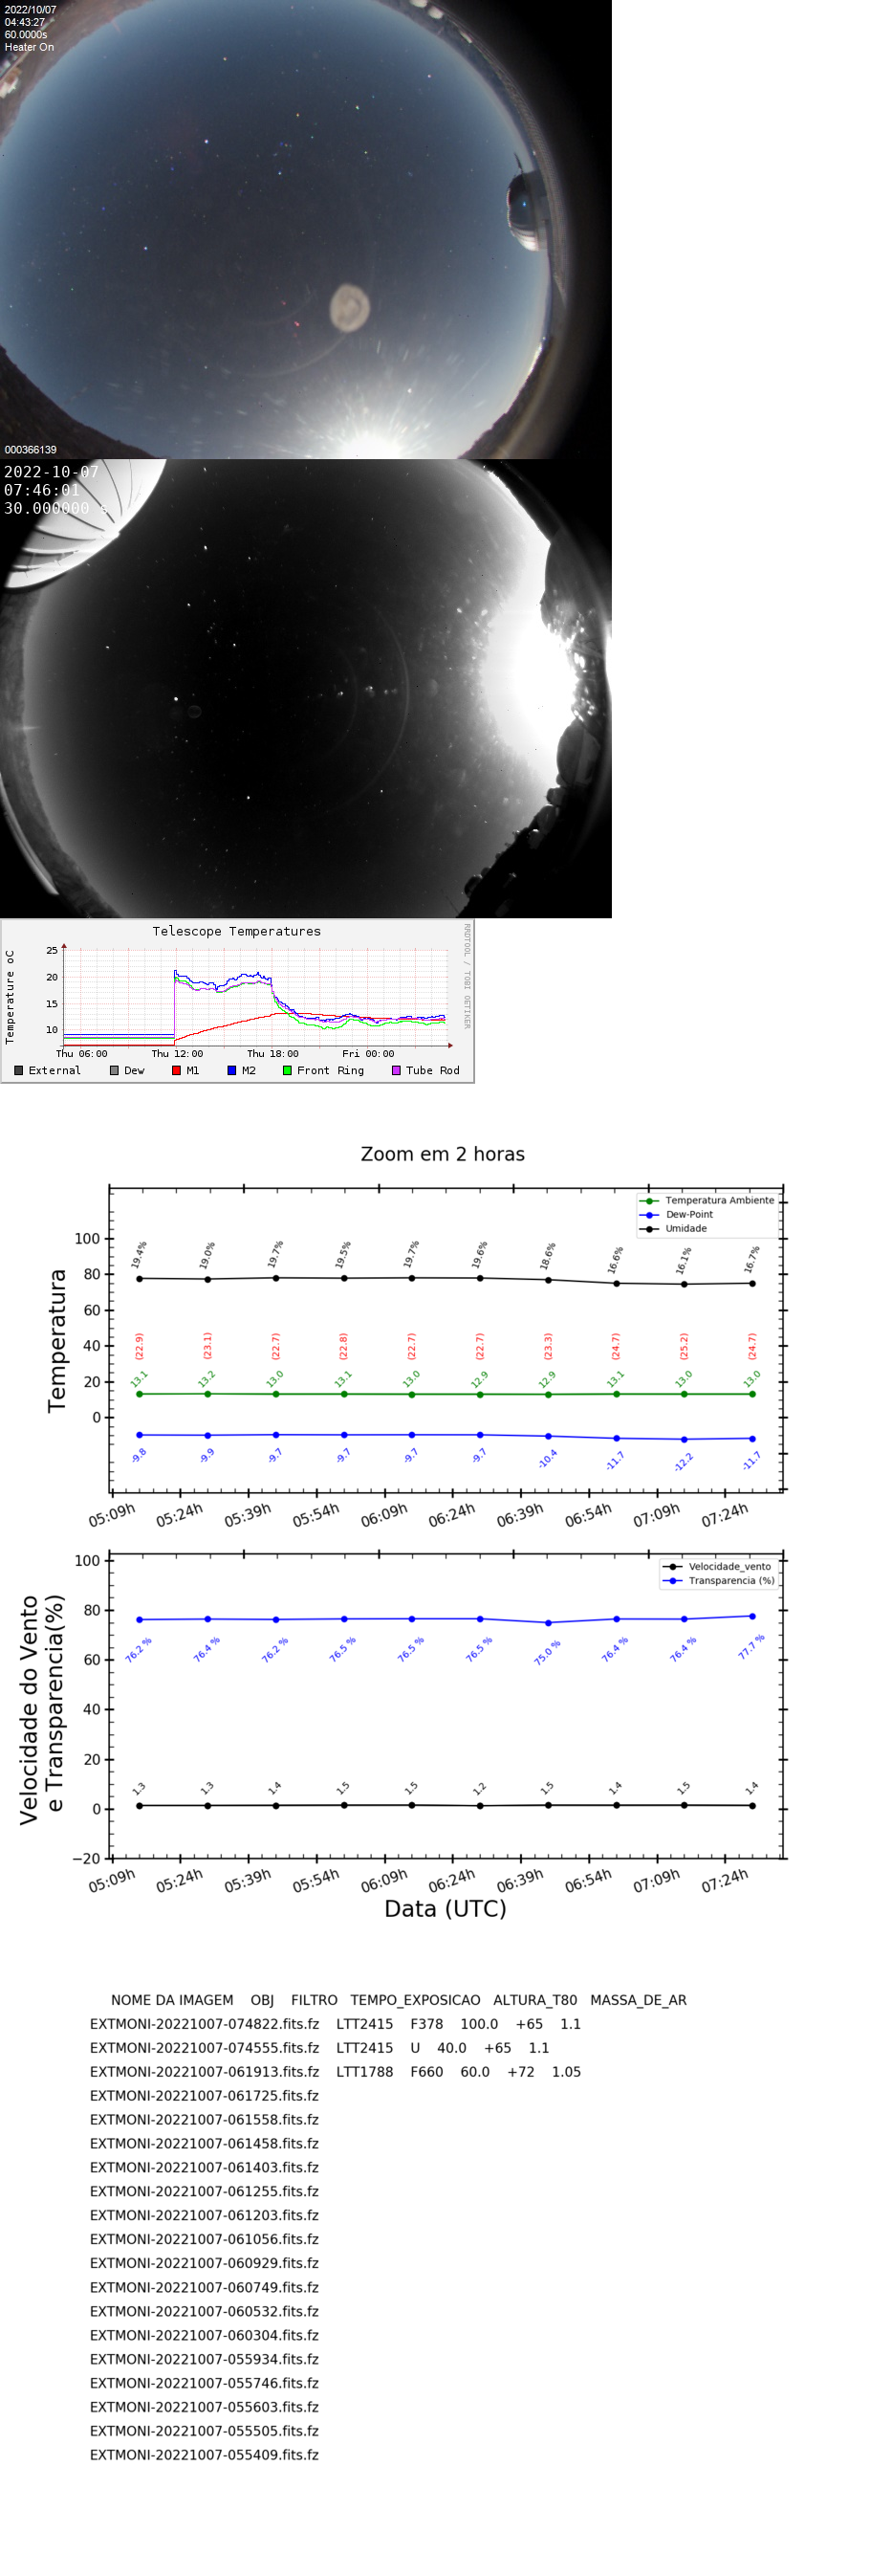 2022/10/07
04:43:27
60.0000s
Heater On
000366139
2022-10-07
07:46:01
30.000000 s
Telescope Temperatures
RRDTOOL / TOBI OETIKER
Temperature oC
25
20
15
10
Thu 06:00 Thu 12:00 Thu 18:00 Fri 00:00
External Dew M1 M2 Front Ring Tube Rod
Zoom em 2 horas
Temperatura
Temperatura Ambiente
Dew-Point
Umidade
100
80
60
40
20
0
19.4% 19.0% 19.7% 19.5% 19.7% 19.6% 18.6% 16.6% 16.1% 16.7%
(22.9) (23.1) (22.7) (22.8) (22.7) (22.7) (23.3) (24.7) (25.2) (24.7)
13.1 13.2 13.0 13.1 13.0 12.9 12.9 13.1 13.0 13.0
-9.8 -9.9 -9.7 -9.7 -9.7 -9.7 -10.4 -11.7 -12.2 -11.7
05:09h 05:24h 05:39h 05:54h 06:09h 06:24h 06:39h 06:54h 07:09h 07:24h
Velocidade do Vento
e Transparencia(%)
Velocidade_vento
Transparencia (%)
100
80
60
40
20
0
−20
76.2 % 76.4 % 76.2 % 76.5 % 76.5 % 76.5 % 75.0 % 76.4 % 76.4 % 77.7 %
1.3 1.3 1.4 1.5 1.5 1.2 1.5 1.4 1.5 1.4
05:09h 05:24h 05:39h 05:54h 06:09h 06:24h 06:39h 06:54h 07:09h 07:24h
Data (UTC)
NOME DA IMAGEM OBJ FILTRO TEMPO_EXPOSICAO ALTURA_T80 MASSA_DE_AR
EXTMONI-20221007-074822.fits.fz LTT2415 F378 100.0 +65 1.1
EXTMONI-20221007-074555.fits.fz LTT2415 U 40.0 +65 1.1
EXTMONI-20221007-061913.fits.fz LTT1788 F660 60.0 +72 1.05
EXTMONI-20221007-061725.fits.fz
EXTMONI-20221007-061558.fits.fz
EXTMONI-20221007-061458.fits.fz
EXTMONI-20221007-061403.fits.fz
EXTMONI-20221007-061255.fits.fz
EXTMONI-20221007-061203.fits.fz
EXTMONI-20221007-061056.fits.fz
EXTMONI-20221007-060929.fits.fz
EXTMONI-20221007-060749.fits.fz
EXTMONI-20221007-060532.fits.fz
EXTMONI-20221007-060304.fits.fz
EXTMONI-20221007-055934.fits.fz
EXTMONI-20221007-055746.fits.fz
EXTMONI-20221007-055603.fits.fz
EXTMONI-20221007-055505.fits.fz
EXTMONI-20221007-055409.fits.fz